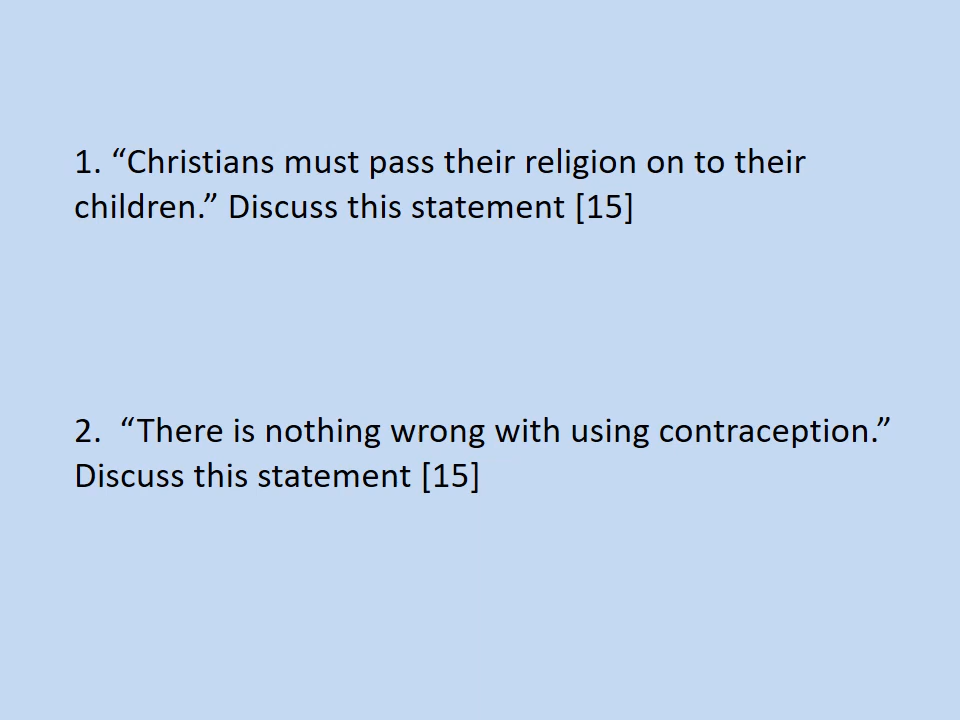 1. “Christians must pass their religion on to their
children.” Discuss this statement [15]
2.  “There is nothing wrong with using contraception.”
Discuss this statement [15]